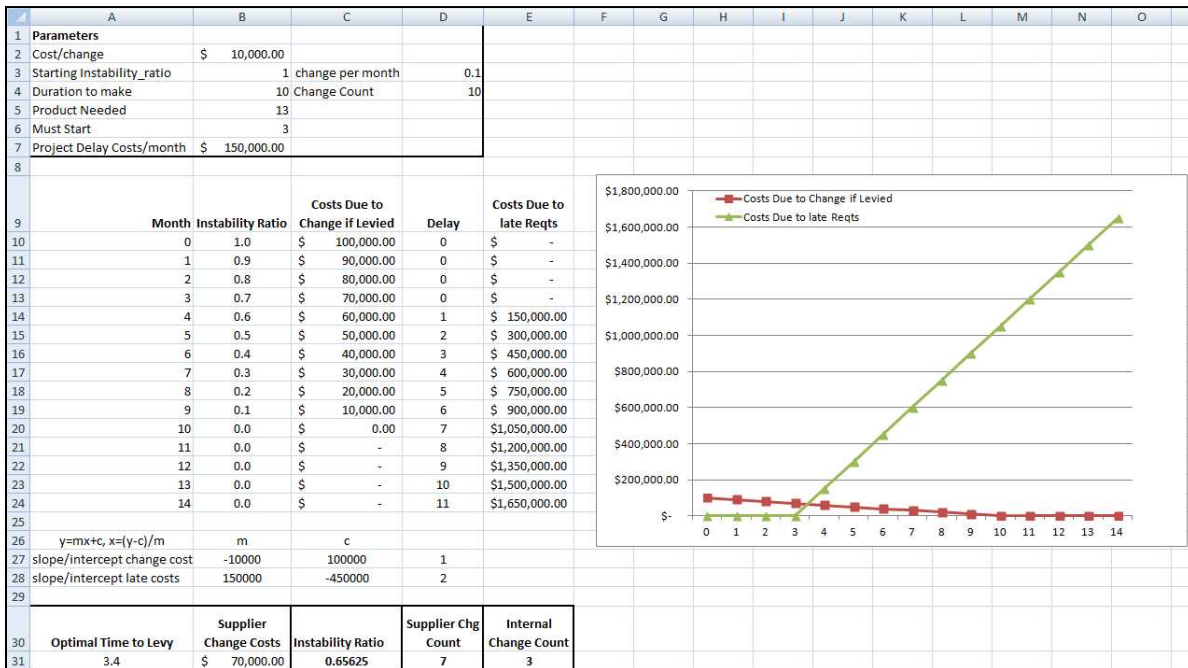 A B C D E F G H I J K L M N O
1 Parameters
2 Cost/change $ 10,000.00
3 Starting Instability_ratio 1 change per month 0.1
4 Duration to make 10 Change Count 10
5 Product Needed 13
6 Must Start 3
7 Project Delay Costs/month $ 150,000.00
8
9 Month Instability Ratio Costs Due to Change if Levied Delay Costs Due to late Reqts
10 0 1.0 $ 100,000.00 0 $ -
11 1 0.9 $ 90,000.00 0 $ -
12 2 0.8 $ 80,000.00 0 $ -
13 3 0.7 $ 70,000.00 0 $ -
14 4 0.6 $ 60,000.00 1 $ 150,000.00
15 5 0.5 $ 50,000.00 2 $ 300,000.00
16 6 0.4 $ 40,000.00 3 $ 450,000.00
17 7 0.3 $ 30,000.00 4 $ 600,000.00
18 8 0.2 $ 20,000.00 5 $ 750,000.00
19 9 0.1 $ 10,000.00 6 $ 900,000.00
20 10 0.0 $ 0.00 7 $1,050,000.00
21 11 0.0 $ - 8 $1,200,000.00
22 12 0.0 $ - 9 $1,350,000.00
23 13 0.0 $ - 10 $1,500,000.00
24 14 0.0 $ - 11 $1,650,000.00
25
26 y=mx+c, x=(y-c)/m m c
27 slope/intercept change cost -10000 100000 1
28 slope/intercept late costs 150000 -450000 2
29
30 Optimal Time to Levy Supplier Change Costs Instability Ratio Supplier Chg Count Internal Change Count
31 3.4 $ 70,000.00 0.65625 7 3
Costs Due to Change if Levied
Costs Due to late Reqts
$1,800,000.00
$1,600,000.00
$1,400,000.00
$1,200,000.00
$1,000,000.00
$800,000.00
$600,000.00
$400,000.00
$200,000.00
$-
0 1 2 3 4 5 6 7 8 9 10 11 12 13 14